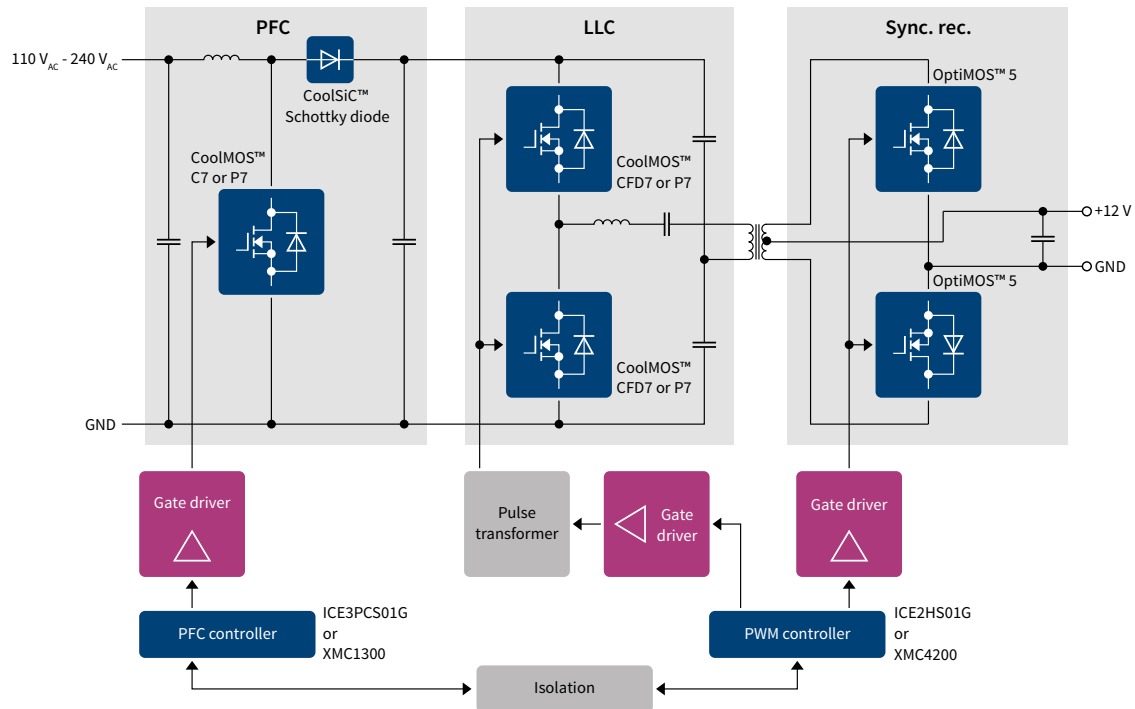 PFC
LLC
Sync. rec.
110 V_AC - 240 V_AC
CoolSiC™
Schottky diode
OptiMOS™ 5
CoolMOS™
C7 or P7
CoolMOS™
CFD7 or P7
+12 V
GND
OptiMOS™ 5
CoolMOS™
CFD7 or P7
GND
Gate driver
Pulse
transformer
Gate
driver
Gate driver
PFC controller
ICE3PCS01G
or
XMC1300
PWM controller
ICE2HS01G
or
XMC4200
Isolation